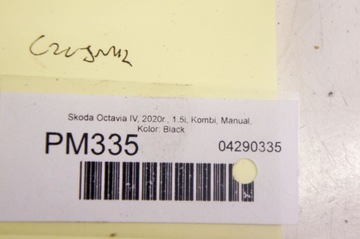 Skoda Octavia IV, 2020r., 1.5i, Kombi, Manual,
Kolor: Black
PM335
04290335